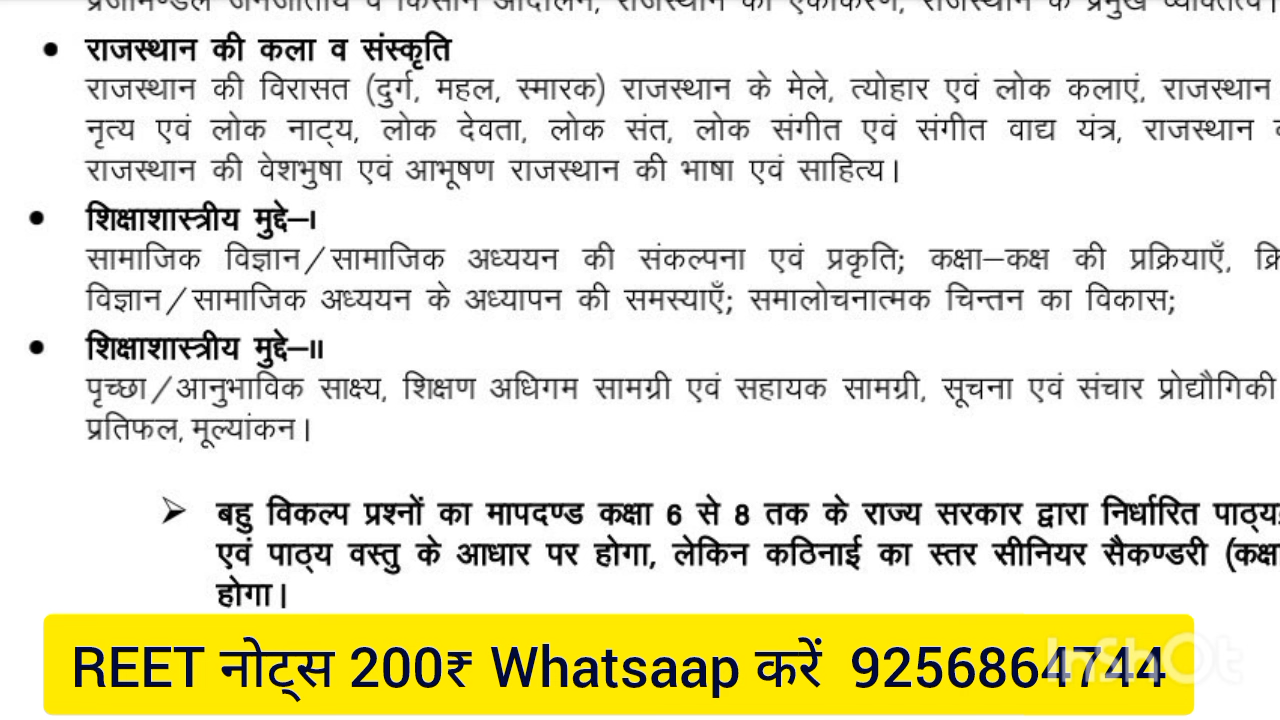 राजस्थान की कला व संस्कृति
राजस्थान की विरासत (दुर्ग, महल, स्मारक) राजस्थान के मेले, त्योहार एवं लोक कलाएं, राजस्थान
नृत्य एवं लोक नाट्य, लोक देवता, लोक संत, लोक संगीत एवं संगीत वाद्य यंत्र, राजस्थान
राजस्थान की वेशभुषा एवं आभूषण राजस्थान की भाषा एवं साहित्य।
शिक्षाशास्त्रीय मुद्दे–I
सामाजिक विज्ञान/सामाजिक अध्ययन की संकल्पना एवं प्रकृति; कक्षा–कक्ष की प्रक्रियाएँ,
विज्ञान/सामाजिक अध्ययन के अध्यापन की समस्याएँ; समालोचनात्मक चिन्तन का विकास;
शिक्षाशास्त्रीय मुद्दे–II
पृच्छा/आनुभाविक साक्ष्य, शिक्षण अधिगम सामग्री एवं सहायक सामग्री, सूचना एवं संचार प्रोद्यौगिकी
प्रतिफल, मूल्यांकन।
➢ बहु विकल्प प्रश्नों का मापदण्ड कक्षा 6 से 8 तक के राज्य सरकार द्वारा निर्धारित
एवं पाठ्य वस्तु के आधार पर होगा, लेकिन कठिनाई का स्तर सीनियर सैकण्डरी (कक्षा
होगा।
REET नोट्स 200₹ Whatsaap करें 9256864744
InShOt